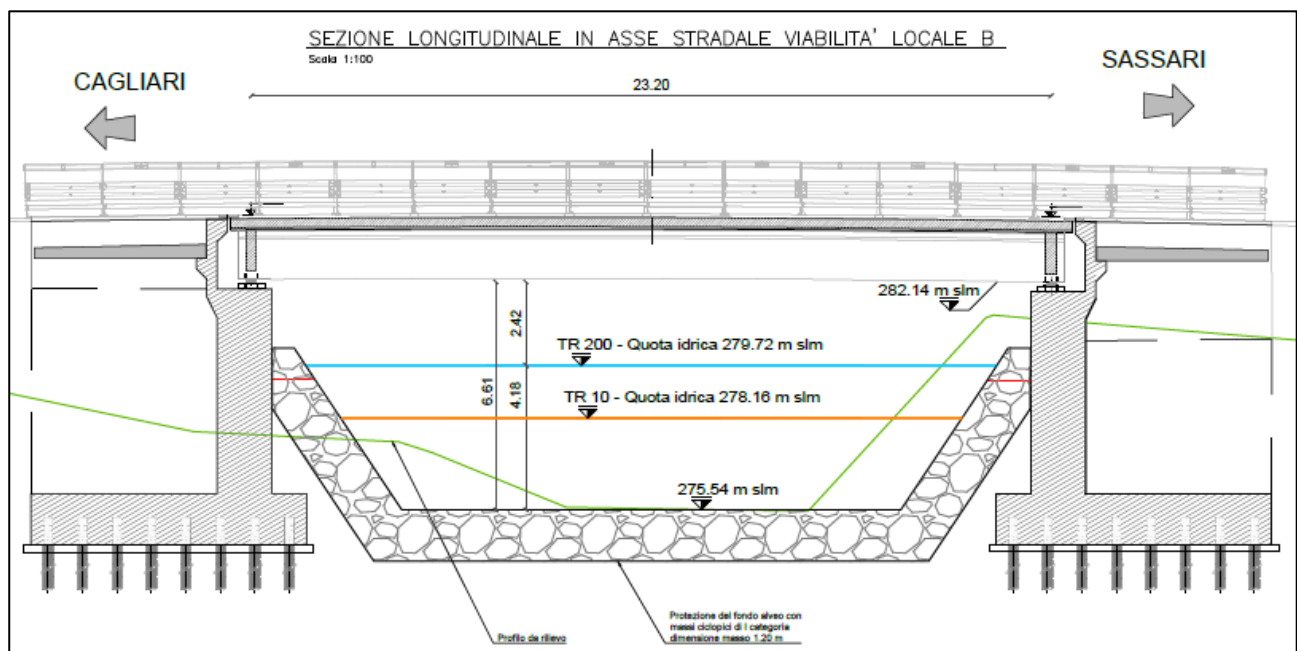 SEZIONE LONGITUDINALE IN ASSE STRADALE VIABILITA' LOCALE B
Scala 1:100
CAGLIARI
SASSARI
23.20
282.14 m slm
2.42
TR 200 - Quota idrica 279.72 m slm
6.61
4.18
TR 10 - Quota idrica 278.16 m slm
275.54 m slm
Profilo da rilievo
Protezione del fondo alveo con
massi ciclopici di I categoria
dimensione masso 1.20 m